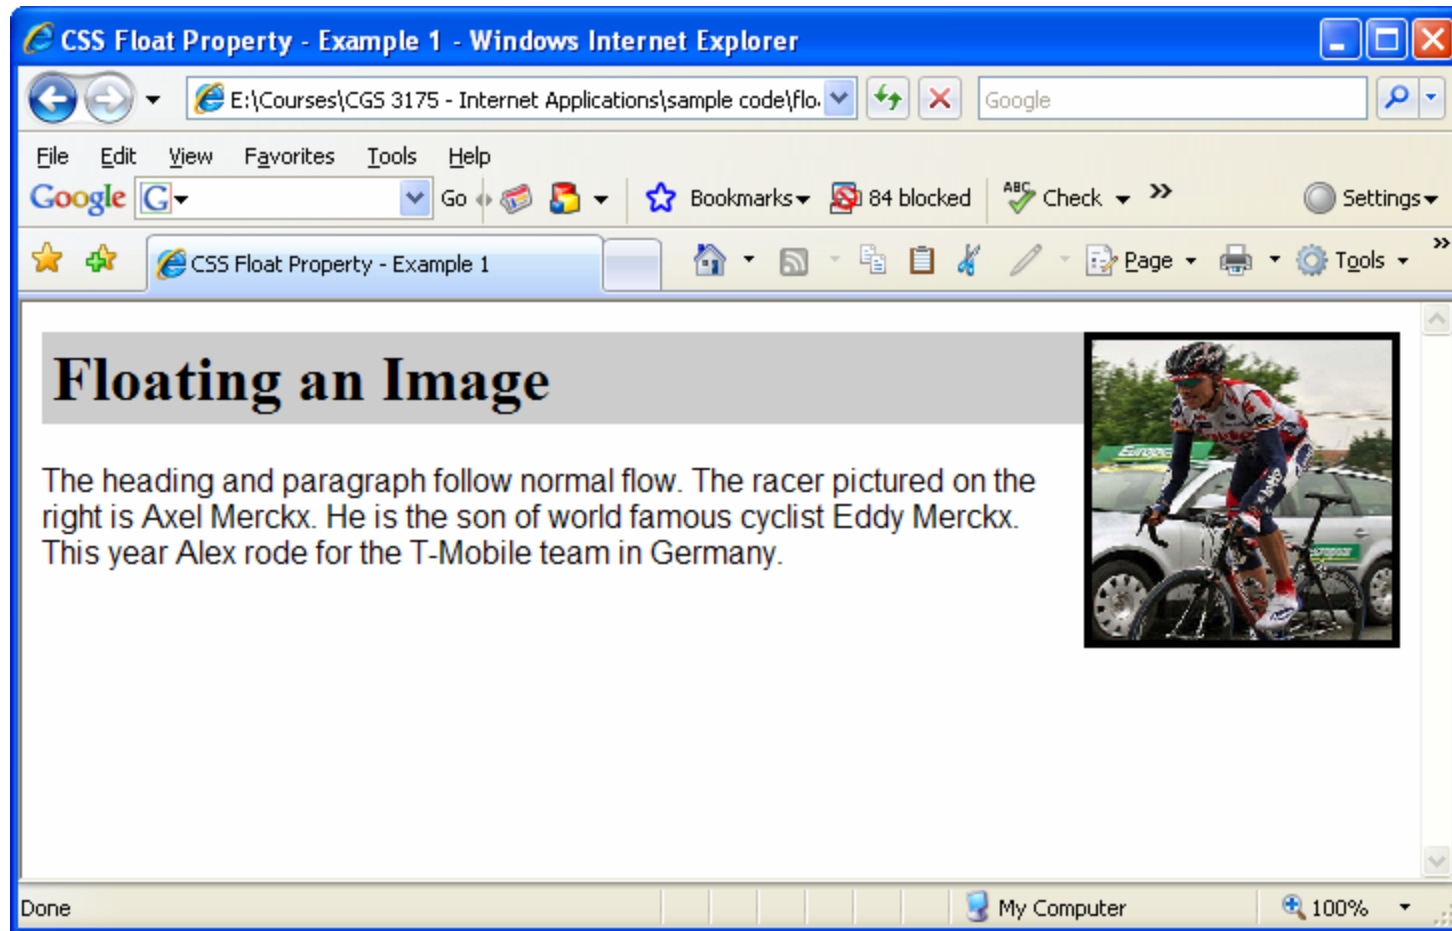 CSS Float Property - Example 1 - Windows Internet Explorer
E:\Courses\CGS 3175 - Internet Applications\sample code\flo. Google
File Edit View Favorites Tools Help
Google G Go Bookmarks 84 blocked ABC Check » Settings
CSS Float Property - Example 1 Page Tools »
Floating an Image
The heading and paragraph follow normal flow. The racer pictured on the
right is Axel Merckx. He is the son of world famous cyclist Eddy Merckx.
This year Alex rode for the T-Mobile team in Germany.
Europcar
Done My Computer 100%